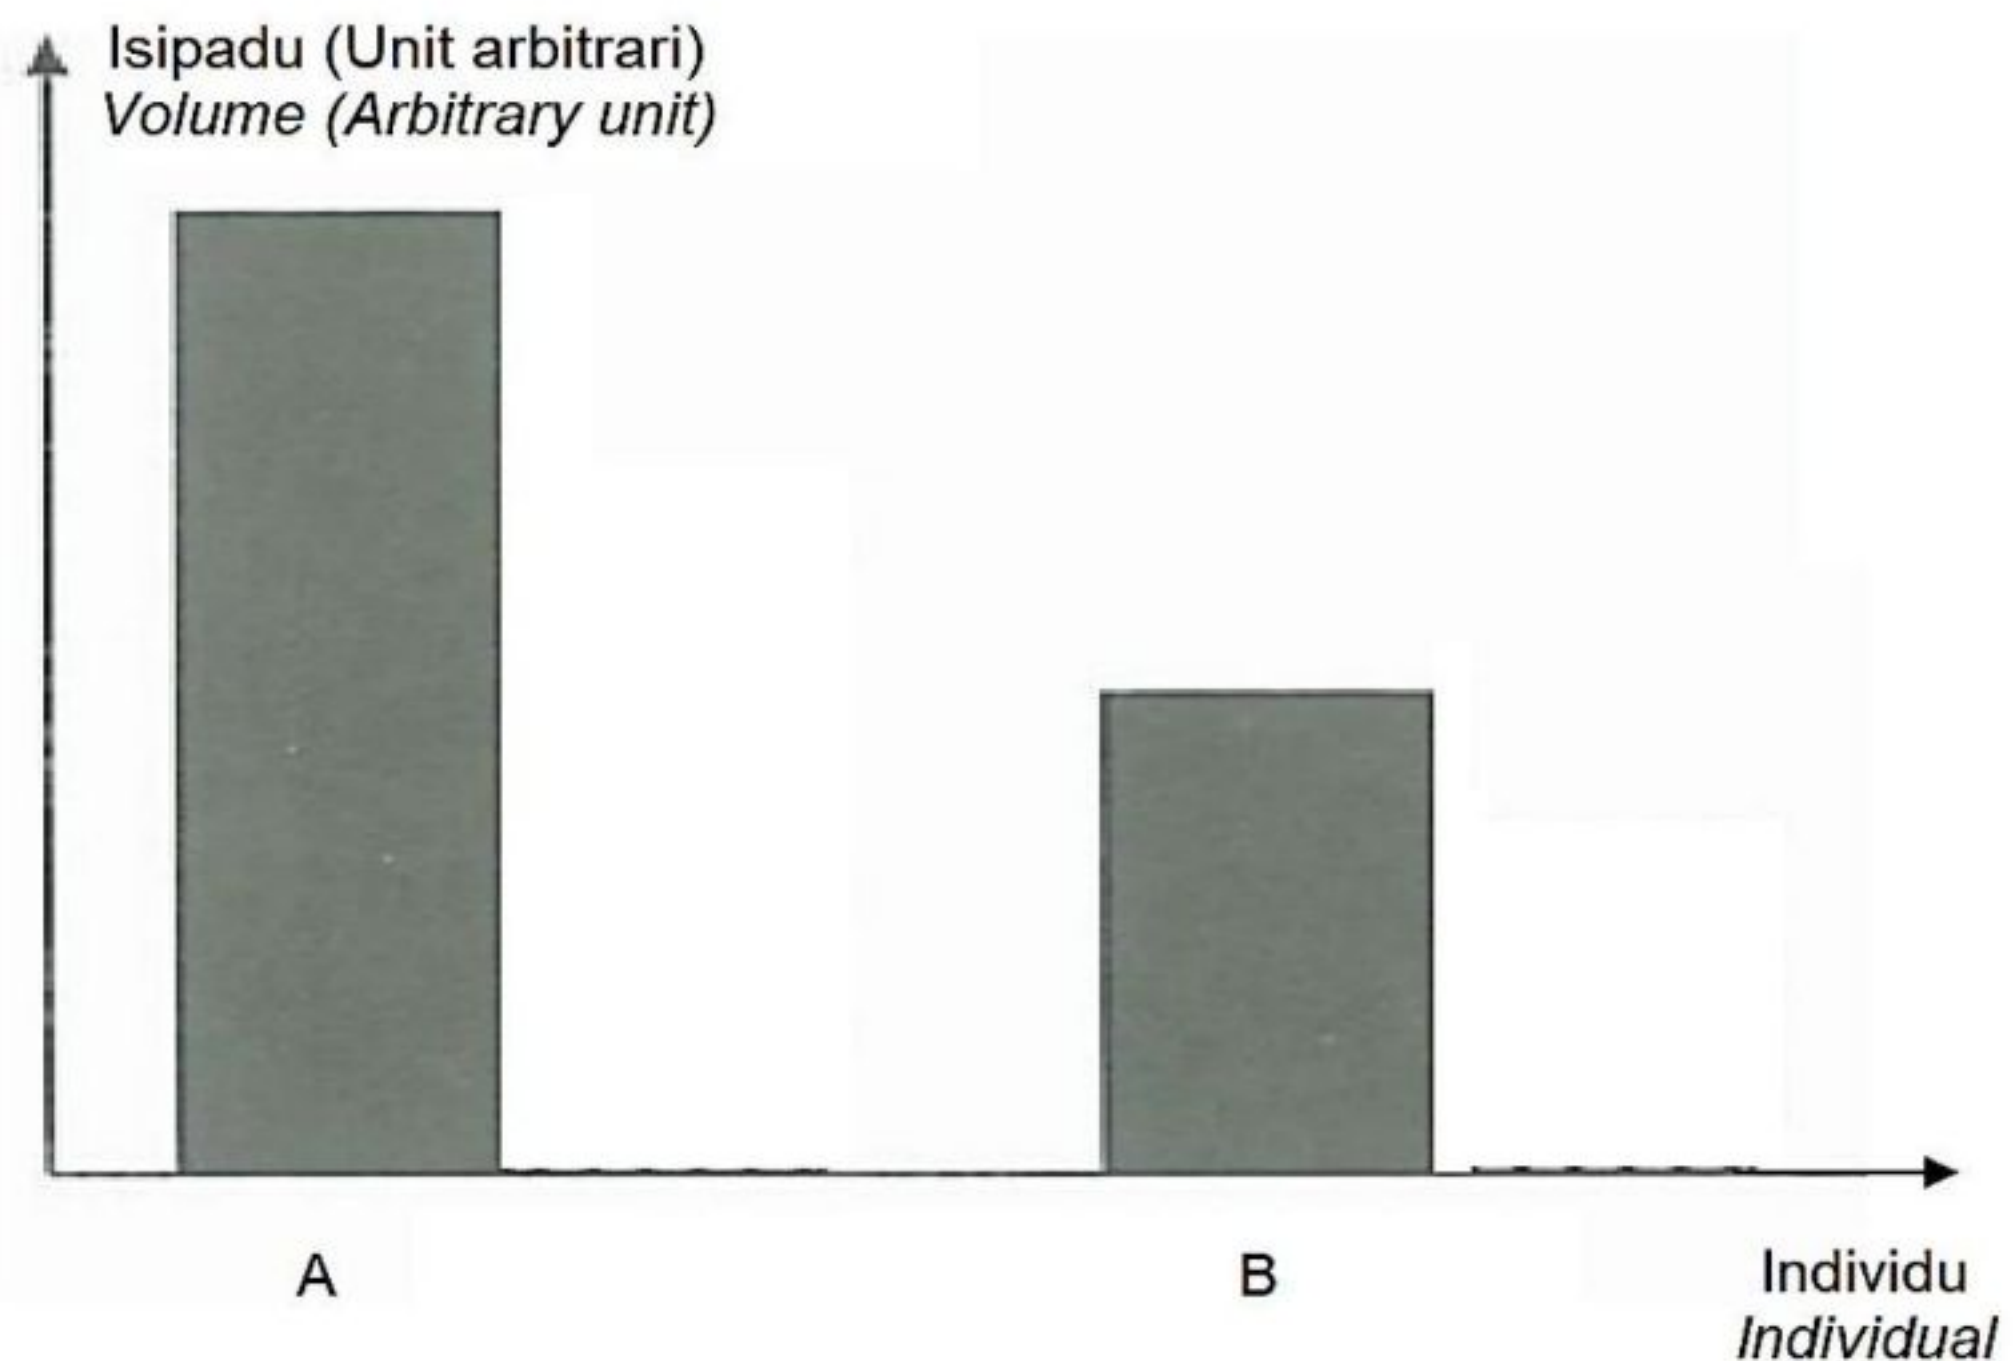 Isipadu (Unit arbitrari)
Volume (Arbitrary unit)
A
B
Individu
Individual